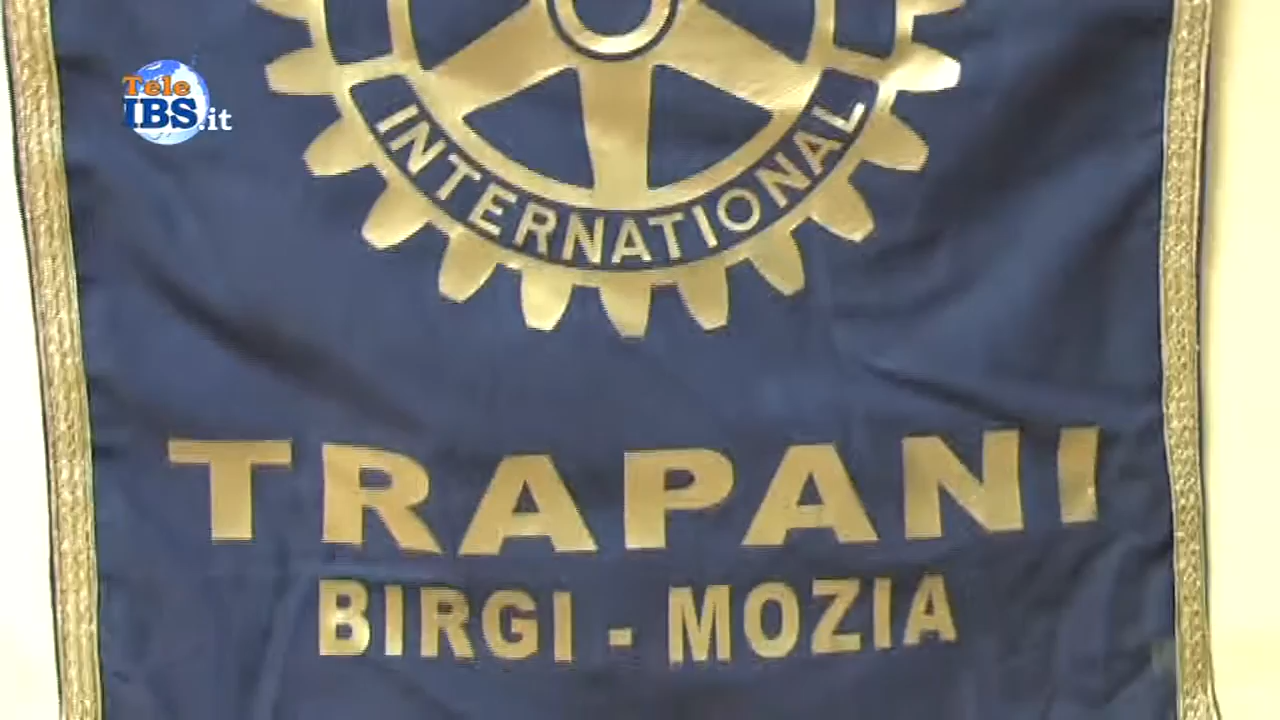 Tele
IBS.it
INTERNATIONAL
TRAPANI
BIRGI - MOZIA